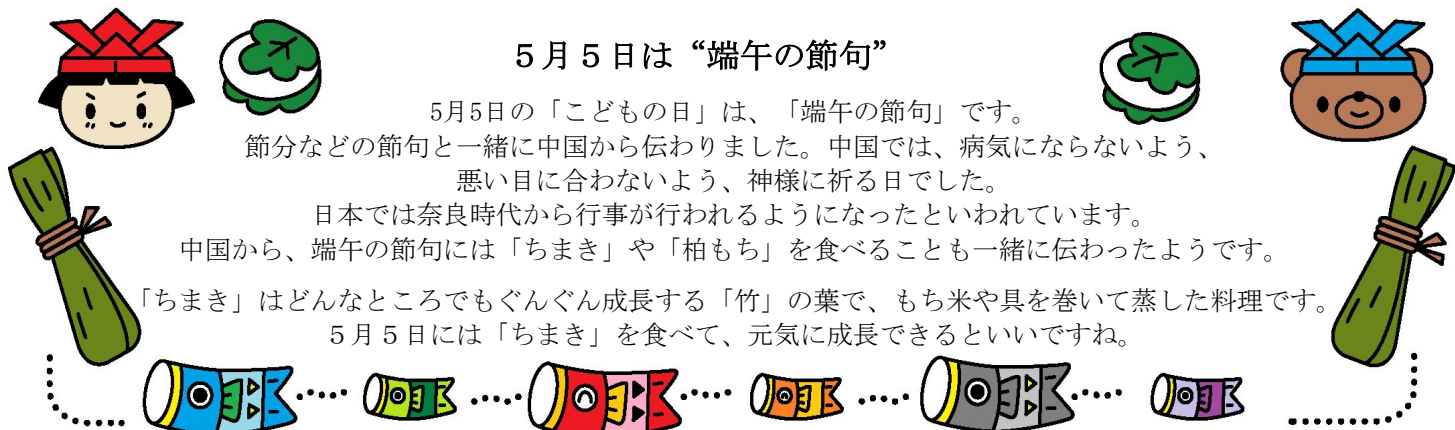 ５月５日は“端午の節句”
5月5日の「こどもの日」は、「端午の節句」です。
節分などの節句と一緒に中国から伝わりました。中国では、病気にならないよう、
悪い目に合わないよう、神様に祈る日でした。
日本では奈良時代から行事が行われるようになったといわれています。
中国から、端午の節句には「ちまき」や「柏もち」を食べることも一緒に伝わったようです。
「ちまき」はどんなところでもぐんぐん成長する「竹」の葉で、もち米や具を巻いて蒸した料理です。
５月５日には「ちまき」を食べて、元気に成長できるといいですね。